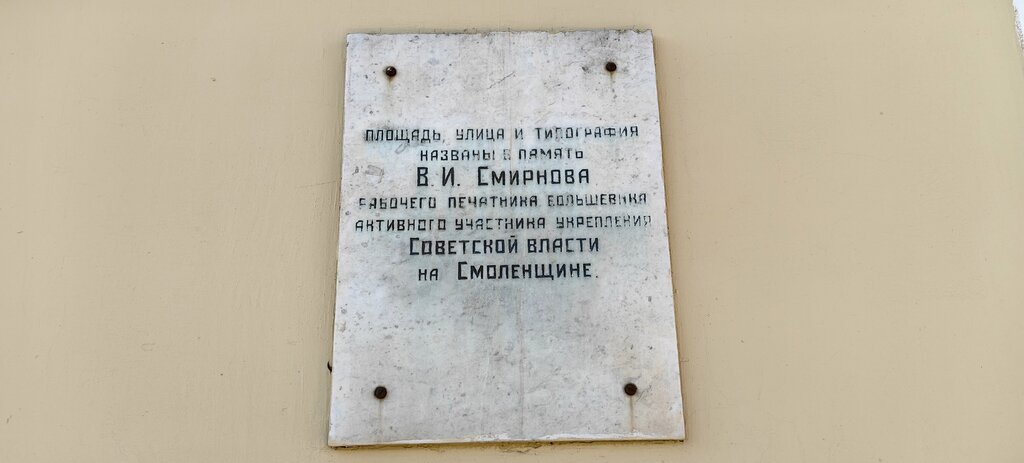 ПЛОЩАДЬ, УЛИЦА И ТИПОГРАФИЯ
НАЗВАНЫ В ПАМЯТЬ
В. И. СМИРНОВА
РАБОЧЕГО ПЕЧАТНИКА БОЛЬШЕВИКА
АКТИВНОГО УЧАСТНИКА УКРЕПЛЕНИЯ
СОВЕТСКОЙ ВЛАСТИ
НА СМОЛЕНЩИНЕ.